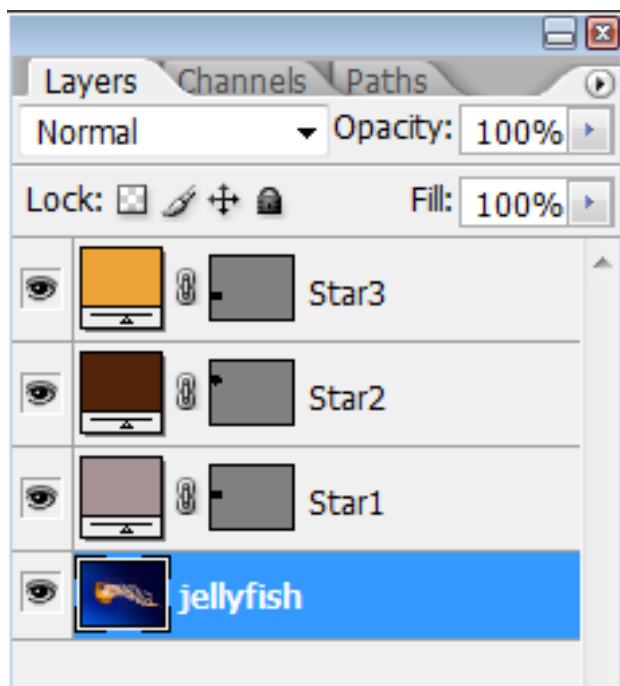 Layers Channels Paths
Normal Opacity: 100%
Lock: Fill: 100%
Star3
Star2
Star1
jellyfish